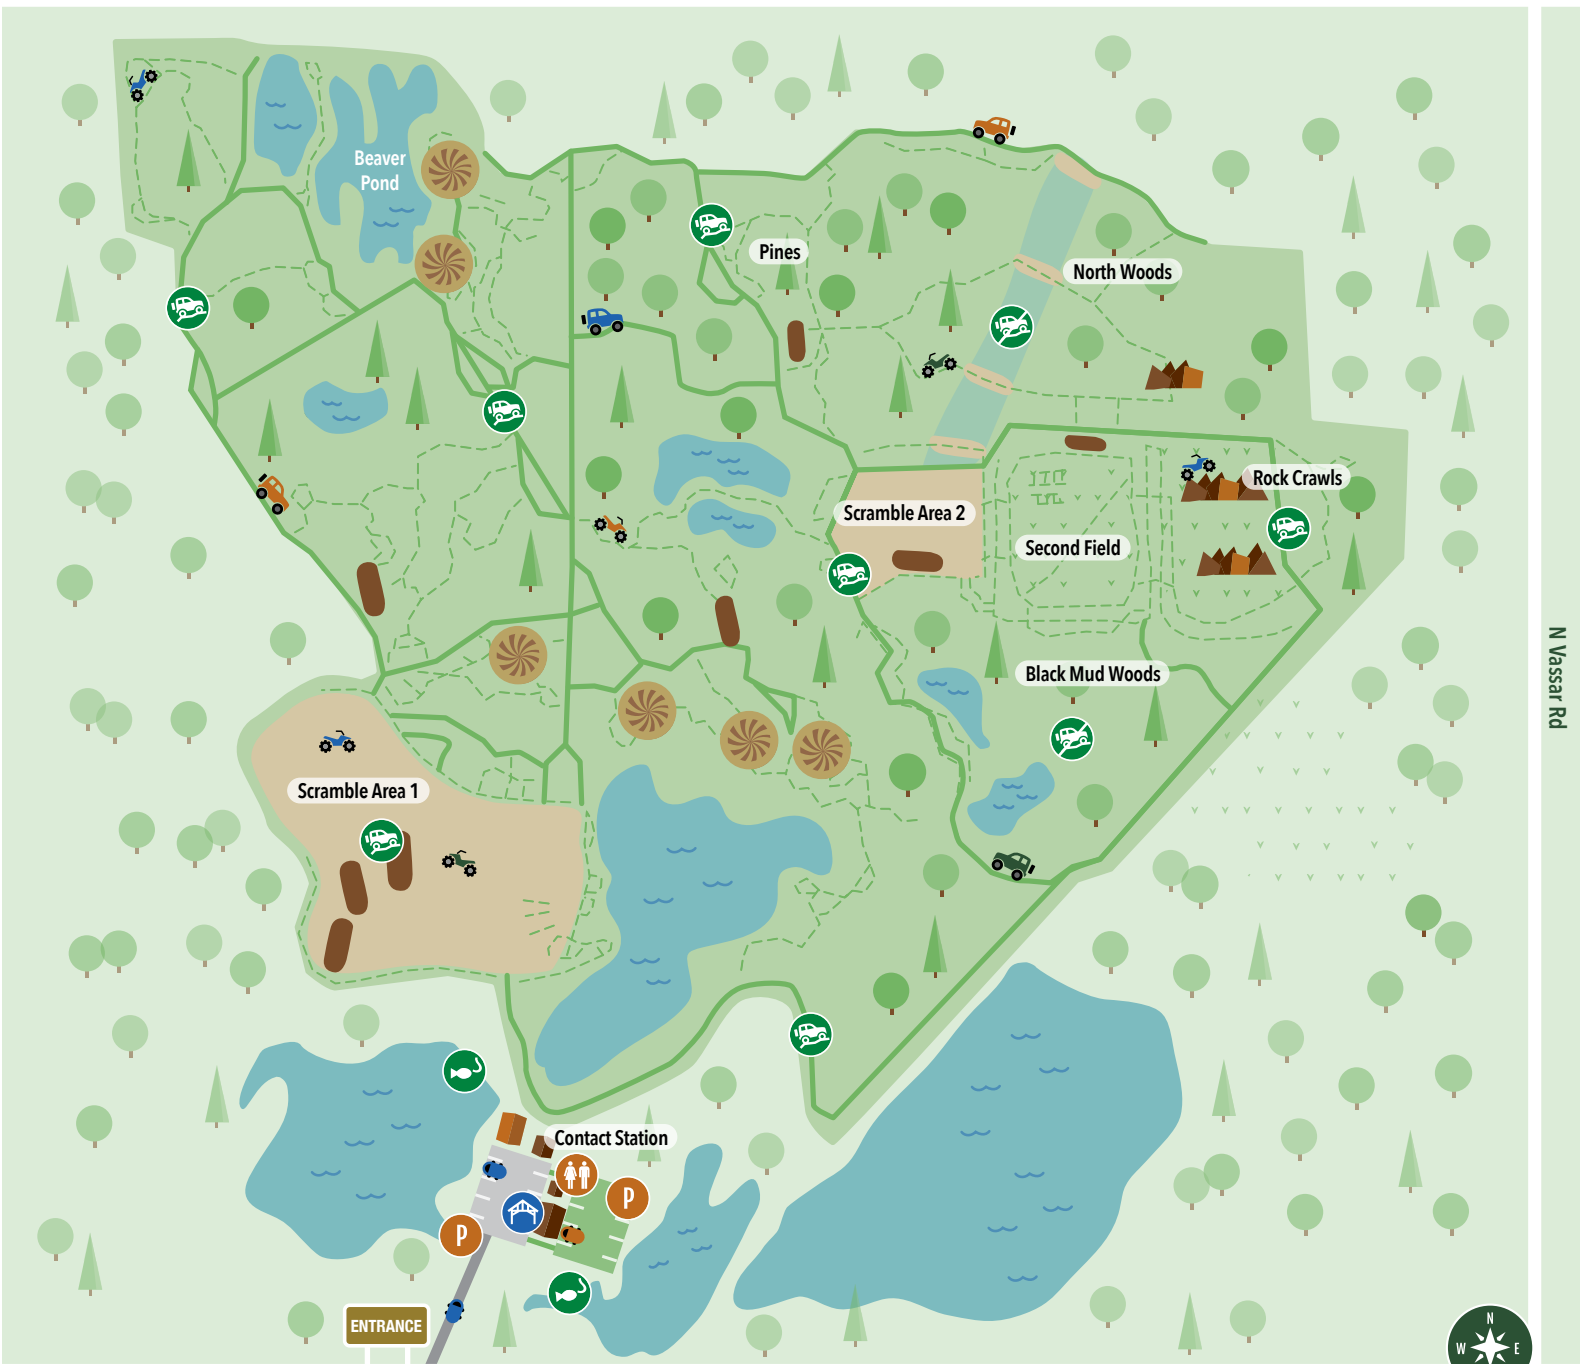 Beaver
Pond
Pines
North Woods
Rock Crawls
Scramble Area 2
Second Field
N Vassar Rd
Black Mud Woods
Scramble Area 1
Contact Station
P
P
ENTRANCE
N
W E